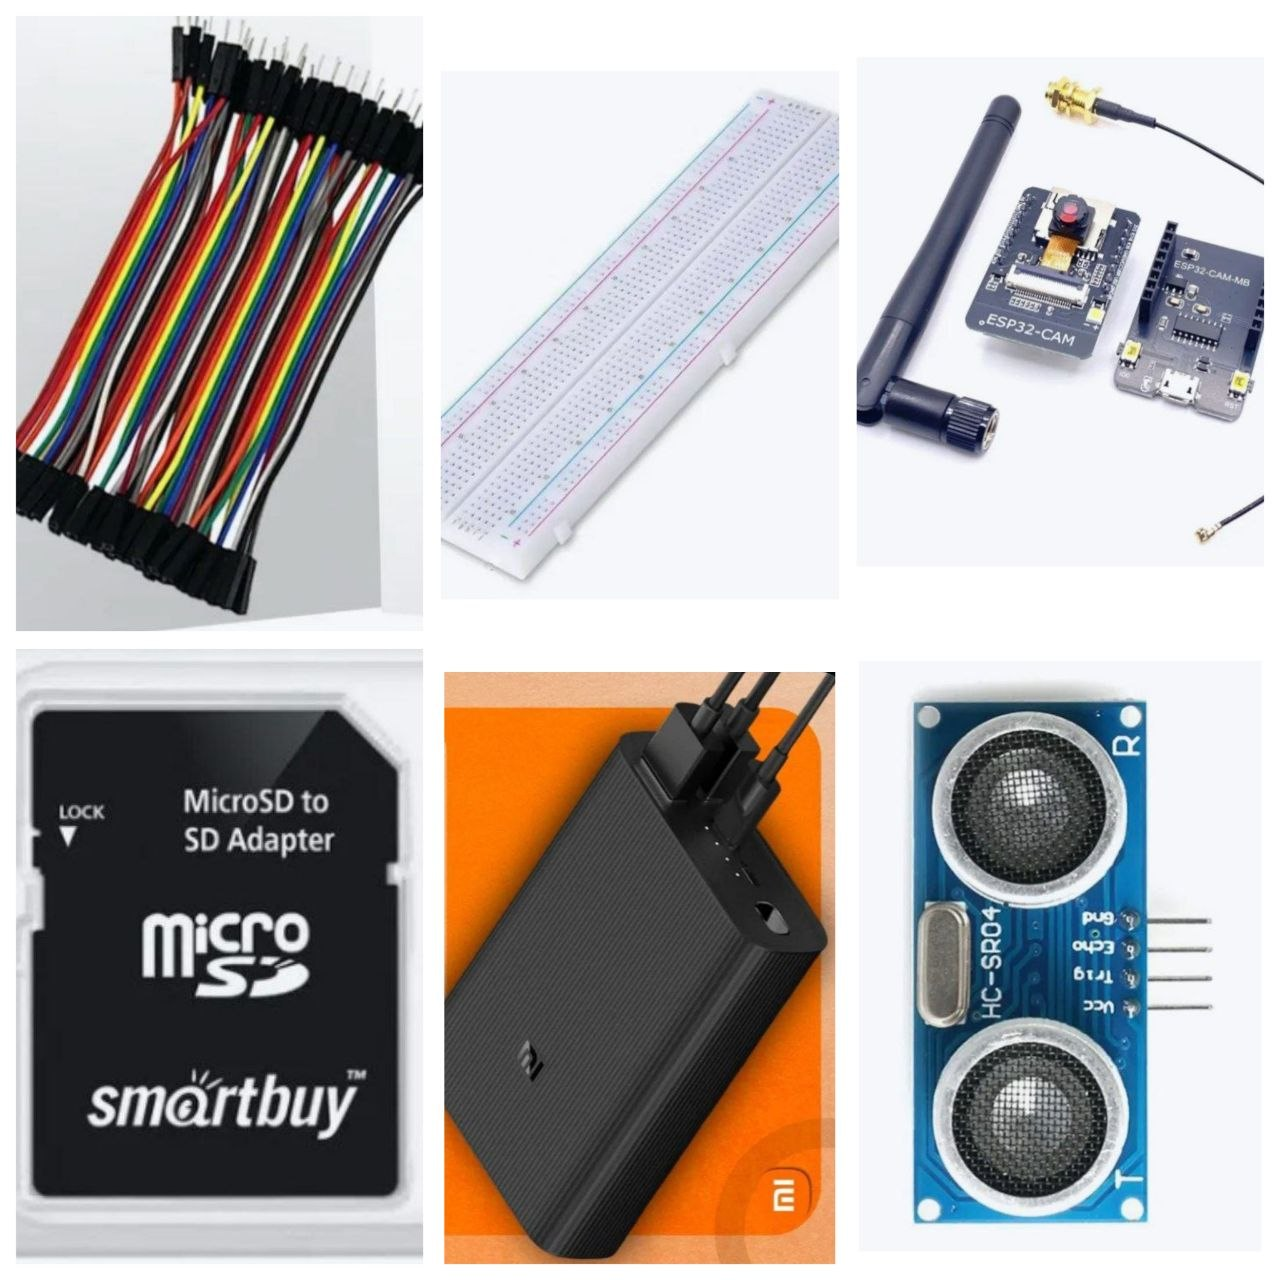 ESP32-CAM
ESP32-CAM-MB
RST
LOCK
MicroSD to
SD Adapter
micro
SD
smartbuy™
mi
HC-SR04
R
Gnd
Echo
Trig
Vcc
T